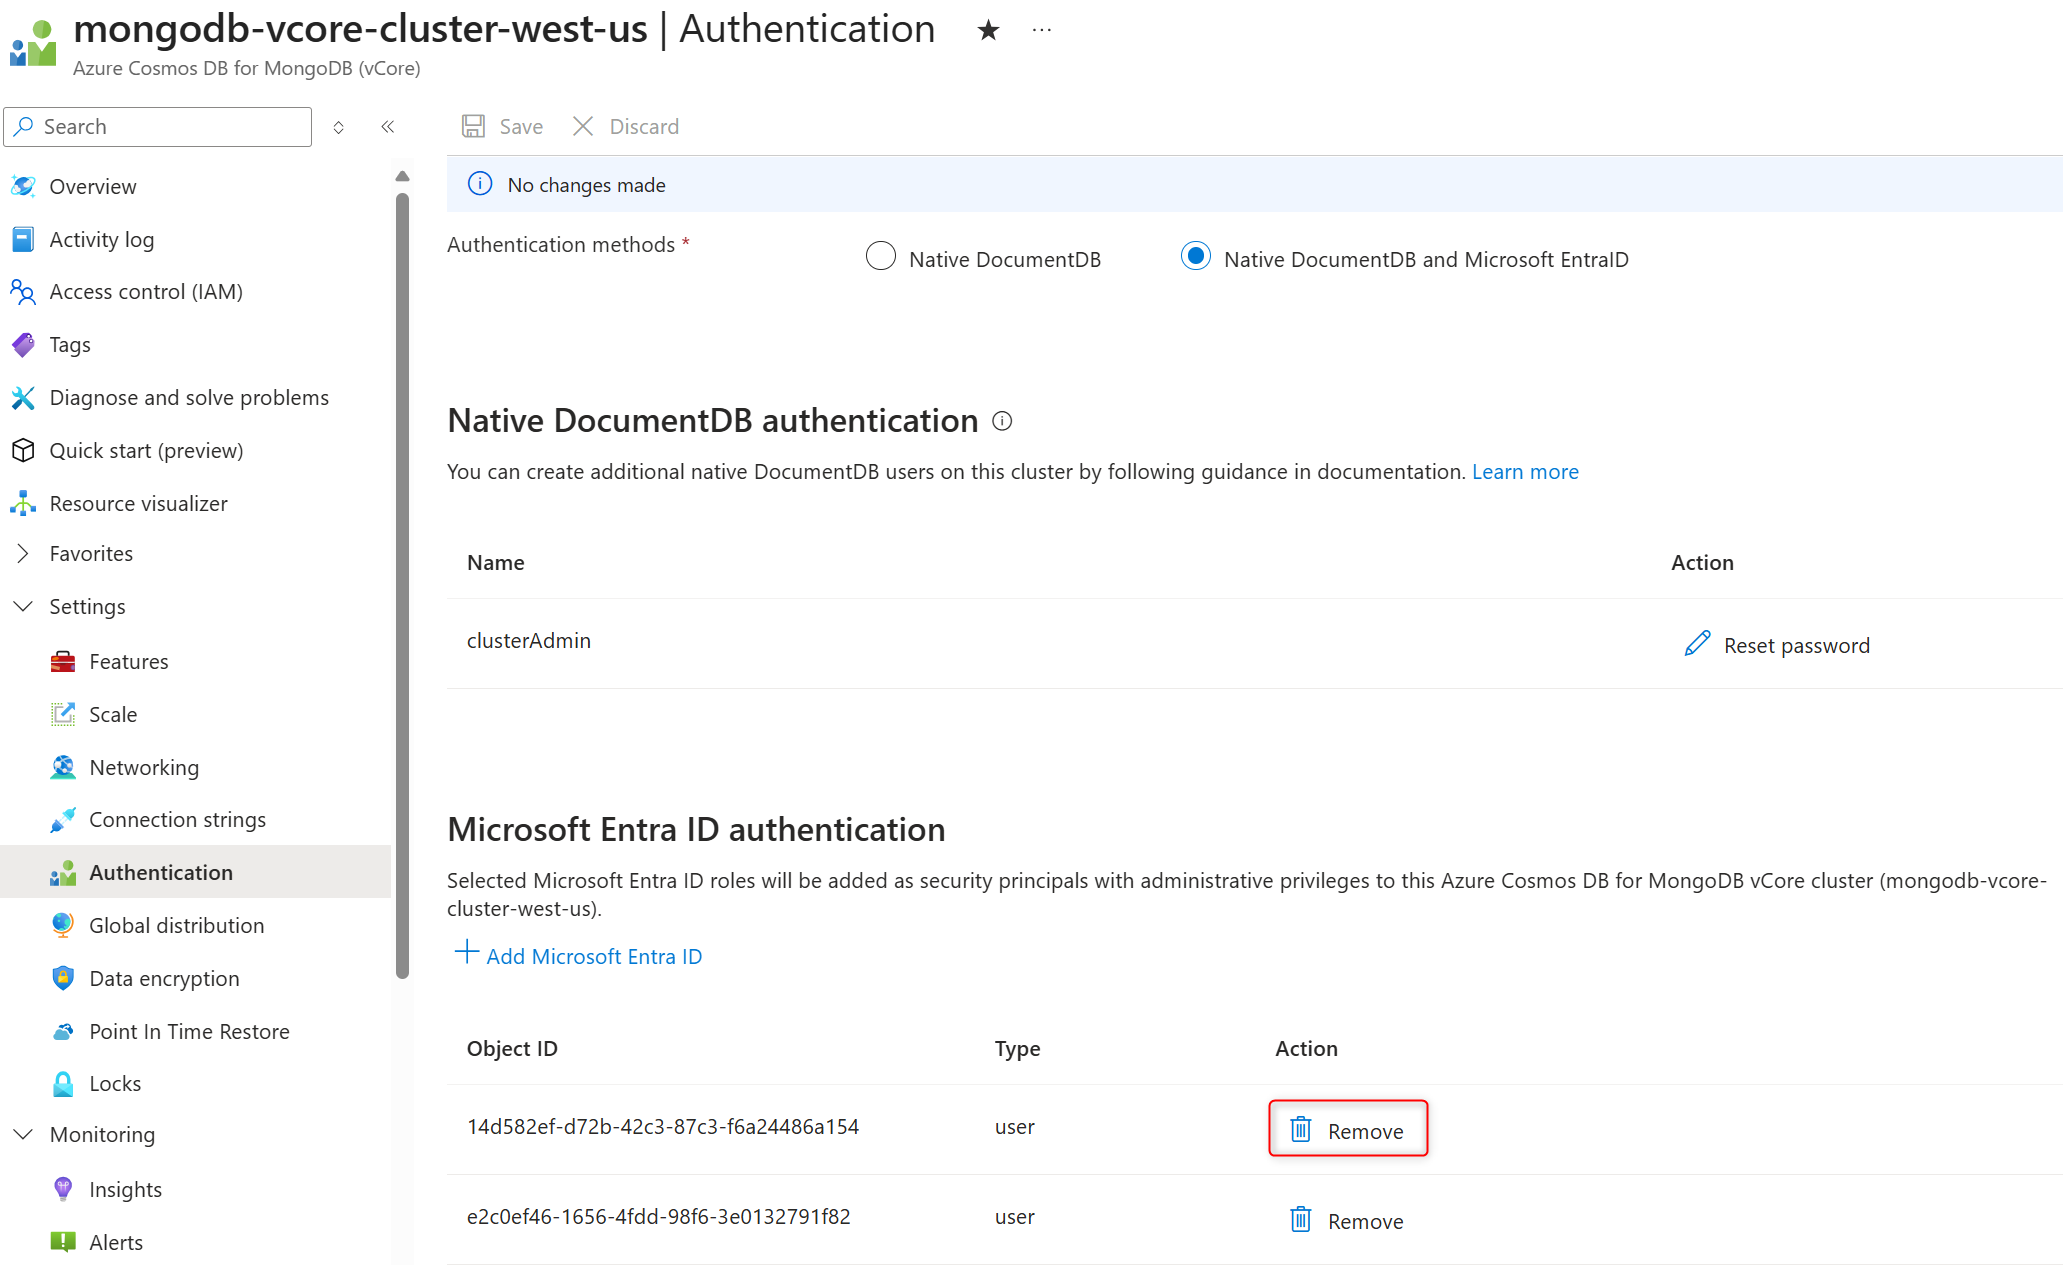 mongodb-vcore-cluster-west-us | Authentication
Azure Cosmos DB for MongoDB (vCore)
Search
Save
Discard
Overview
Activity log
Access control (IAM)
Tags
Diagnose and solve problems
Quick start (preview)
Resource visualizer
Favorites
Settings
Features
Scale
Networking
Connection strings
Authentication
Global distribution
Data encryption
Point In Time Restore
Locks
Monitoring
Insights
Alerts
No changes made
Authentication methods *
Native DocumentDB
Native DocumentDB and Microsoft EntraID
Native DocumentDB authentication
You can create additional native DocumentDB users on this cluster by following guidance in documentation. Learn more
Name Action
clusterAdmin Reset password
Microsoft Entra ID authentication
Selected Microsoft Entra ID roles will be added as security principals with administrative privileges to this Azure Cosmos DB for MongoDB vCore cluster (mongodb-vcore-
cluster-west-us).
Add Microsoft Entra ID
Object ID Type Action
14d582ef-d72b-42c3-87c3-f6a24486a154 user Remove
e2c0ef46-1656-4fdd-98f6-3e0132791f82 user Remove